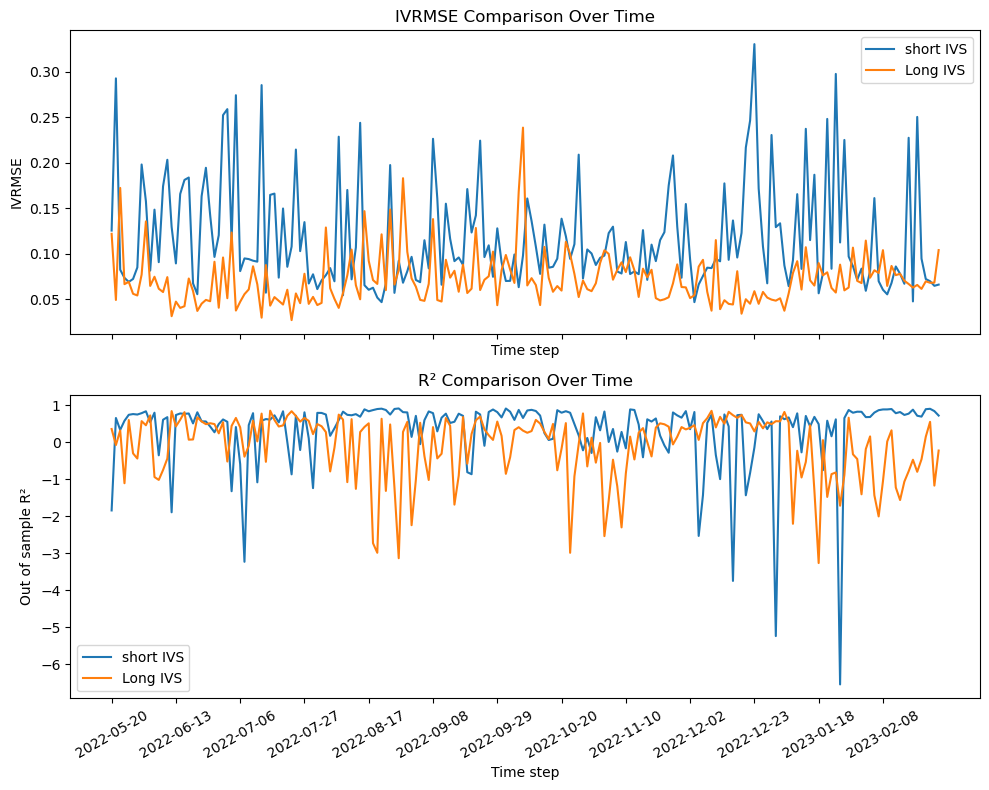 IVRMSE Comparison Over Time
short IVS
Long IVS
0.30
0.25
0.20
0.15
0.10
0.05
IVRMSE
Time step
R² Comparison Over Time
1
0
−1
−2
−3
−4
−5
−6
Out of sample R²
short IVS
Long IVS
2022-05-20
2022-06-13
2022-07-06
2022-07-27
2022-08-17
2022-09-08
2022-09-29
2022-10-20
2022-11-10
2022-12-02
2022-12-23
2023-01-18
2023-02-08
Time step